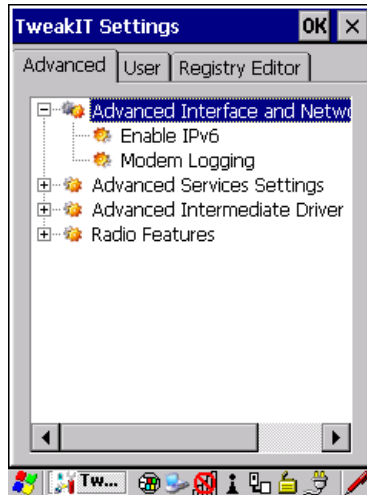 TweakIT Settings OK ×
Advanced User Registry Editor
Advanced Interface and Netwo
Enable IPv6
Modem Logging
Advanced Services Settings
Advanced Intermediate Driver
Radio Features
Tw...